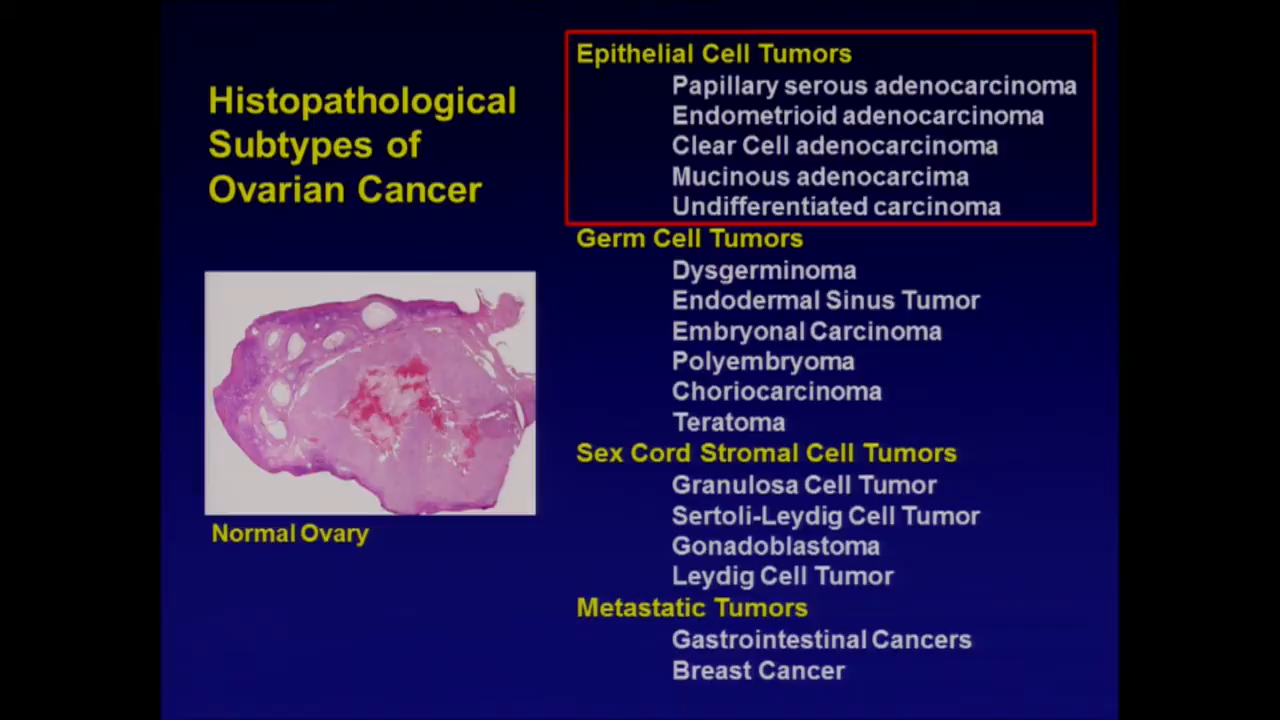 Histopathological
Subtypes of
Ovarian Cancer
Normal Ovary
Epithelial Cell Tumors
Papillary serous adenocarcinoma
Endometrioid adenocarcinoma
Clear Cell adenocarcinoma
Mucinous adenocarcima
Undifferentiated carcinoma
Germ Cell Tumors
Dysgerminoma
Endodermal Sinus Tumor
Embryonal Carcinoma
Polyembryoma
Choriocarcinoma
Teratoma
Sex Cord Stromal Cell Tumors
Granulosa Cell Tumor
Sertoli-Leydig Cell Tumor
Gonadoblastoma
Leydig Cell Tumor
Metastatic Tumors
Gastrointestinal Cancers
Breast Cancer